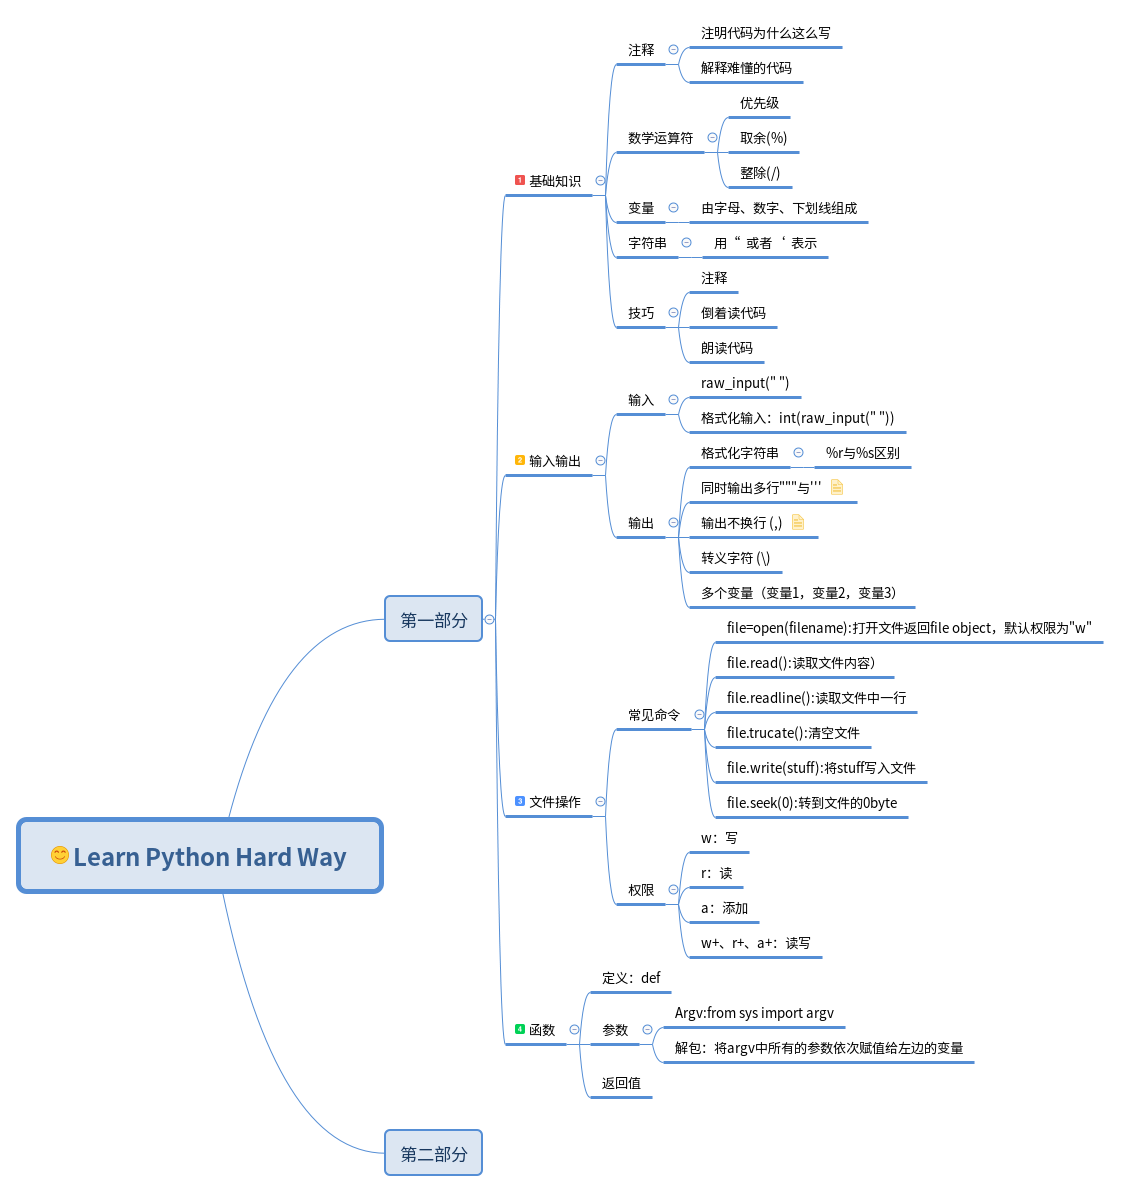 Learn Python Hard Way
第一部分
1 基础知识
注释
注明代码为什么这么写
解释难懂的代码
数学运算符
优先级
取余(%)
整除(/)
变量
由字母、数字、下划线组成
字符串
用 “ 或者 ‘ 表示
技巧
注释
倒着读代码
朗读代码
2 输入输出
输入
raw_input(" ")
格式化输入：int(raw_input(" "))
输出
格式化字符串
%r与%s区别
同时输出多行"""与'''
输出不换行 (,)
转义字符 (\)
多个变量（变量1，变量2，变量3）
3 文件操作
常见命令
file=open(filename):打开文件返回file object，默认权限为"w"
file.read():读取文件内容）
file.readline():读取文件中一行
file.trucate():清空文件
file.write(stuff):将stuff写入文件
file.seek(0):转到文件的0byte
权限
w：写
r：读
a：添加
w+、r+、a+：读写
4 函数
定义：def
参数
Argv:from sys import argv
解包：将argv中所有的参数依次赋值给左边的变量
返回值
第二部分